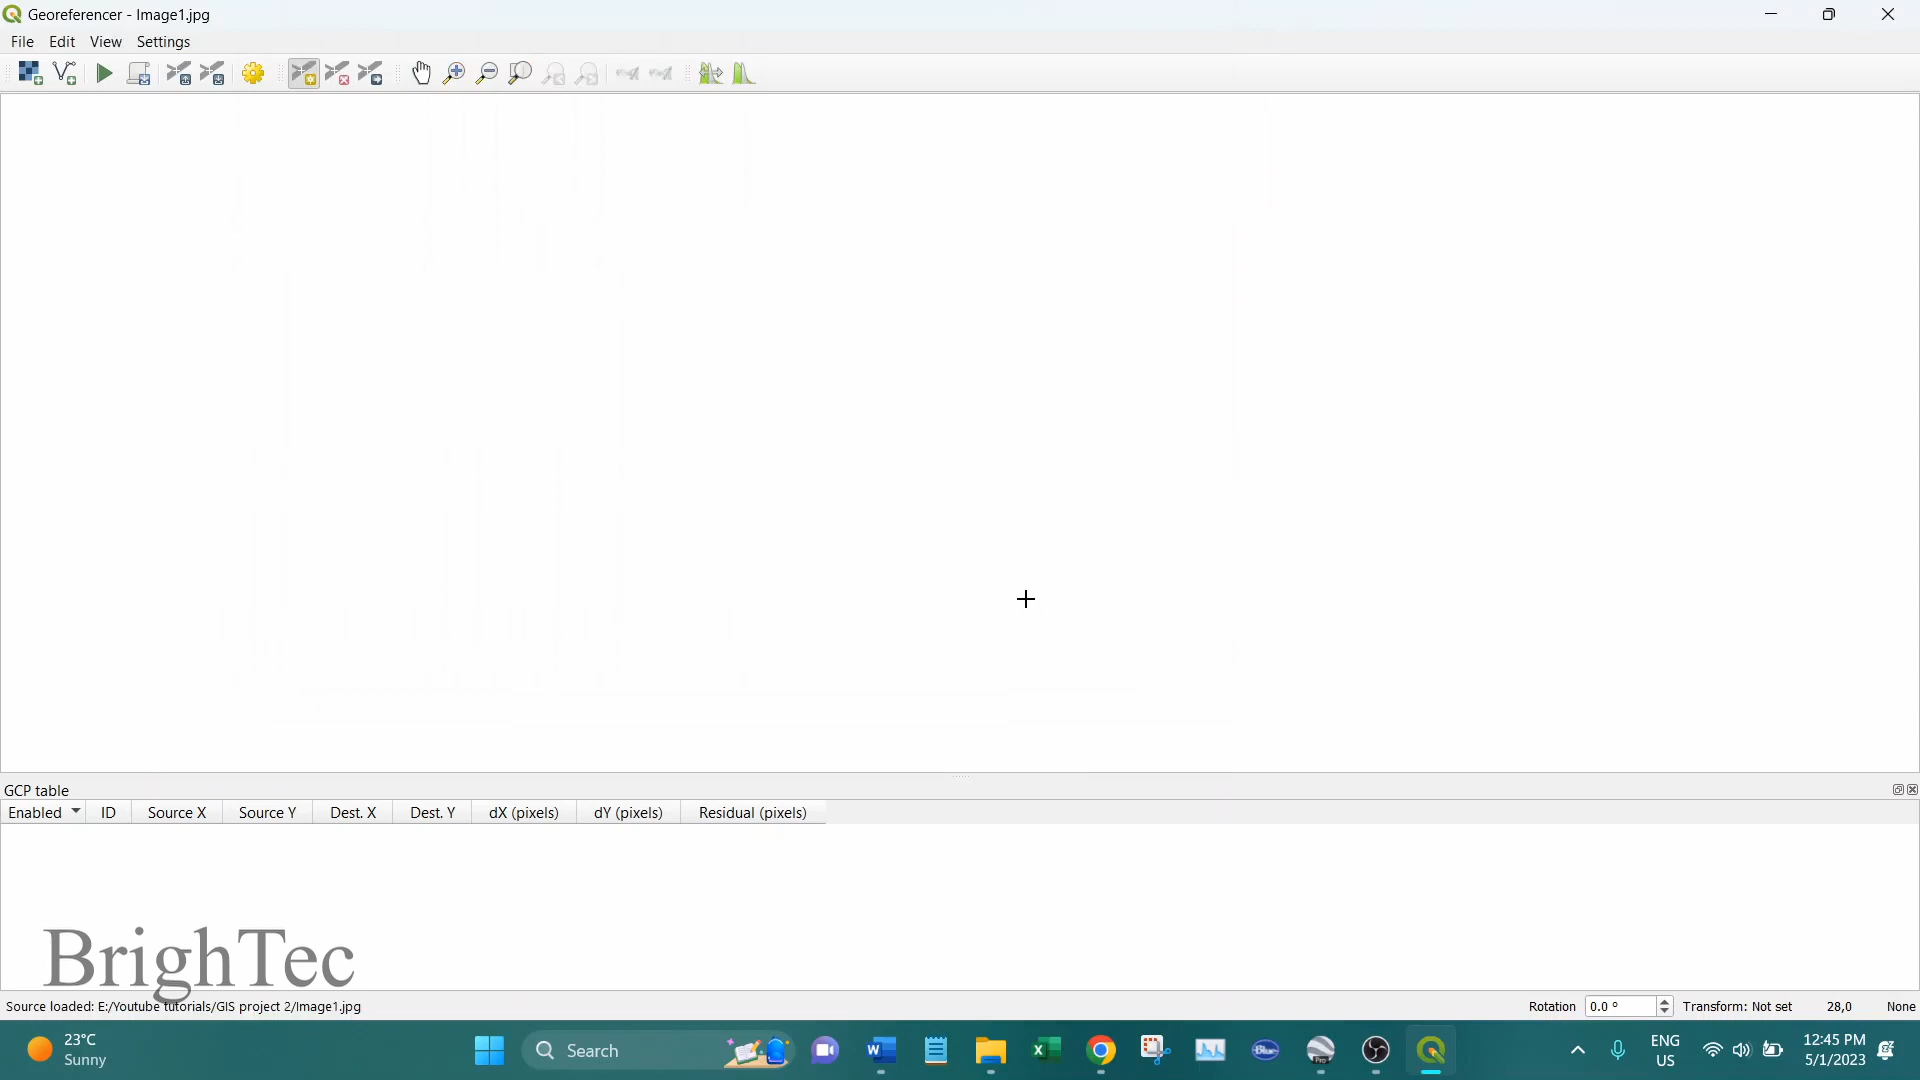 Georeferencer - Image1.jpg
File Edit View Settings
GCP table
Enabled ID Source X Source Y Dest. X Dest. Y dX (pixels) dY (pixels) Residual (pixels)
BrighTec
Source loaded: E:/Youtube tutorials/GIS project 2/Image1.jpg
Rotation 0.0 ° Transform: Not set 28,0 None
23°C
Sunny
Search
W
Blue
Pro
ENG
US
12:45 PM
5/1/2023